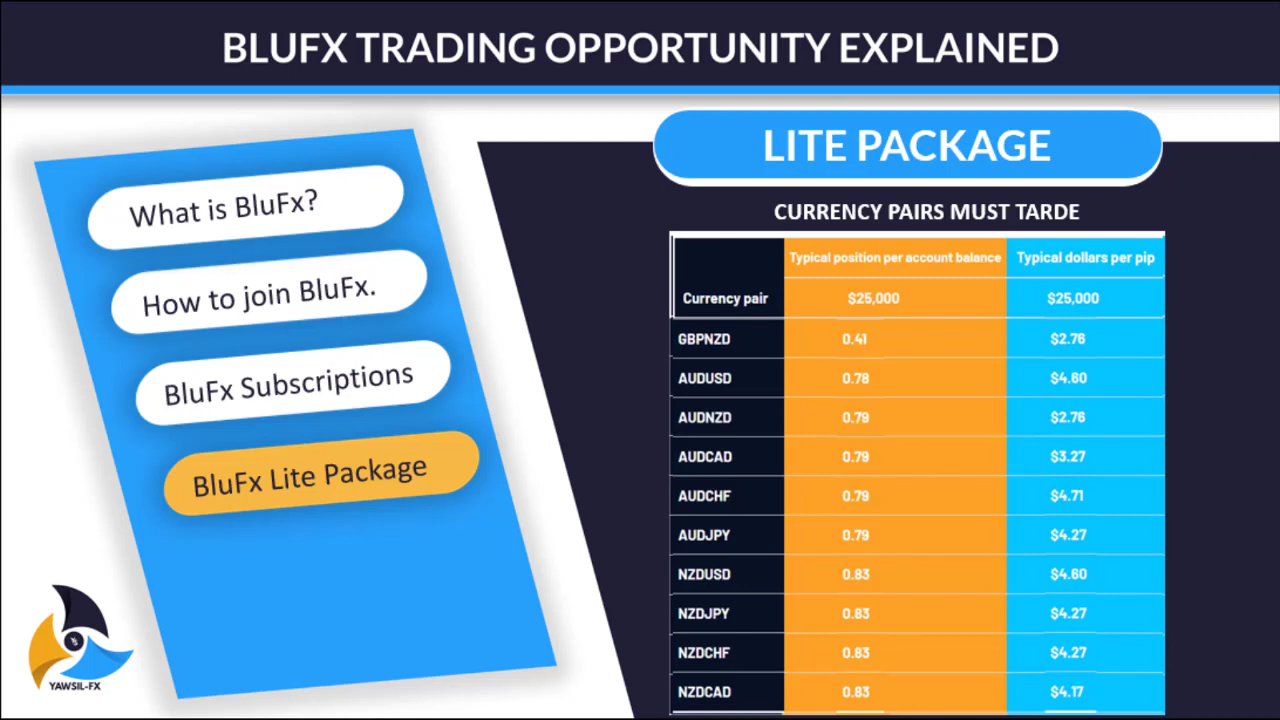 BLUFX TRADING OPPORTUNITY EXPLAINED
What is BluFx?
How to join BluFx.
BluFx Subscriptions
BluFx Lite Package
YAWSIL-FX
LITE PACKAGE
CURRENCY PAIRS MUST TARDE
Typical position per account balance Typical dollars per pip
Currency pair $25,000 $25,000
GBPNZD 0.41 $2.76
AUDUSD 0.78 $4.60
AUDNZD 0.79 $2.76
AUDCAD 0.79 $3.27
AUDCHF 0.79 $4.71
AUDJPY 0.79 $4.27
NZDUSD 0.83 $4.60
NZDJPY 0.83 $4.27
NZDCHF 0.83 $4.27
NZDCAD 0.83 $4.17